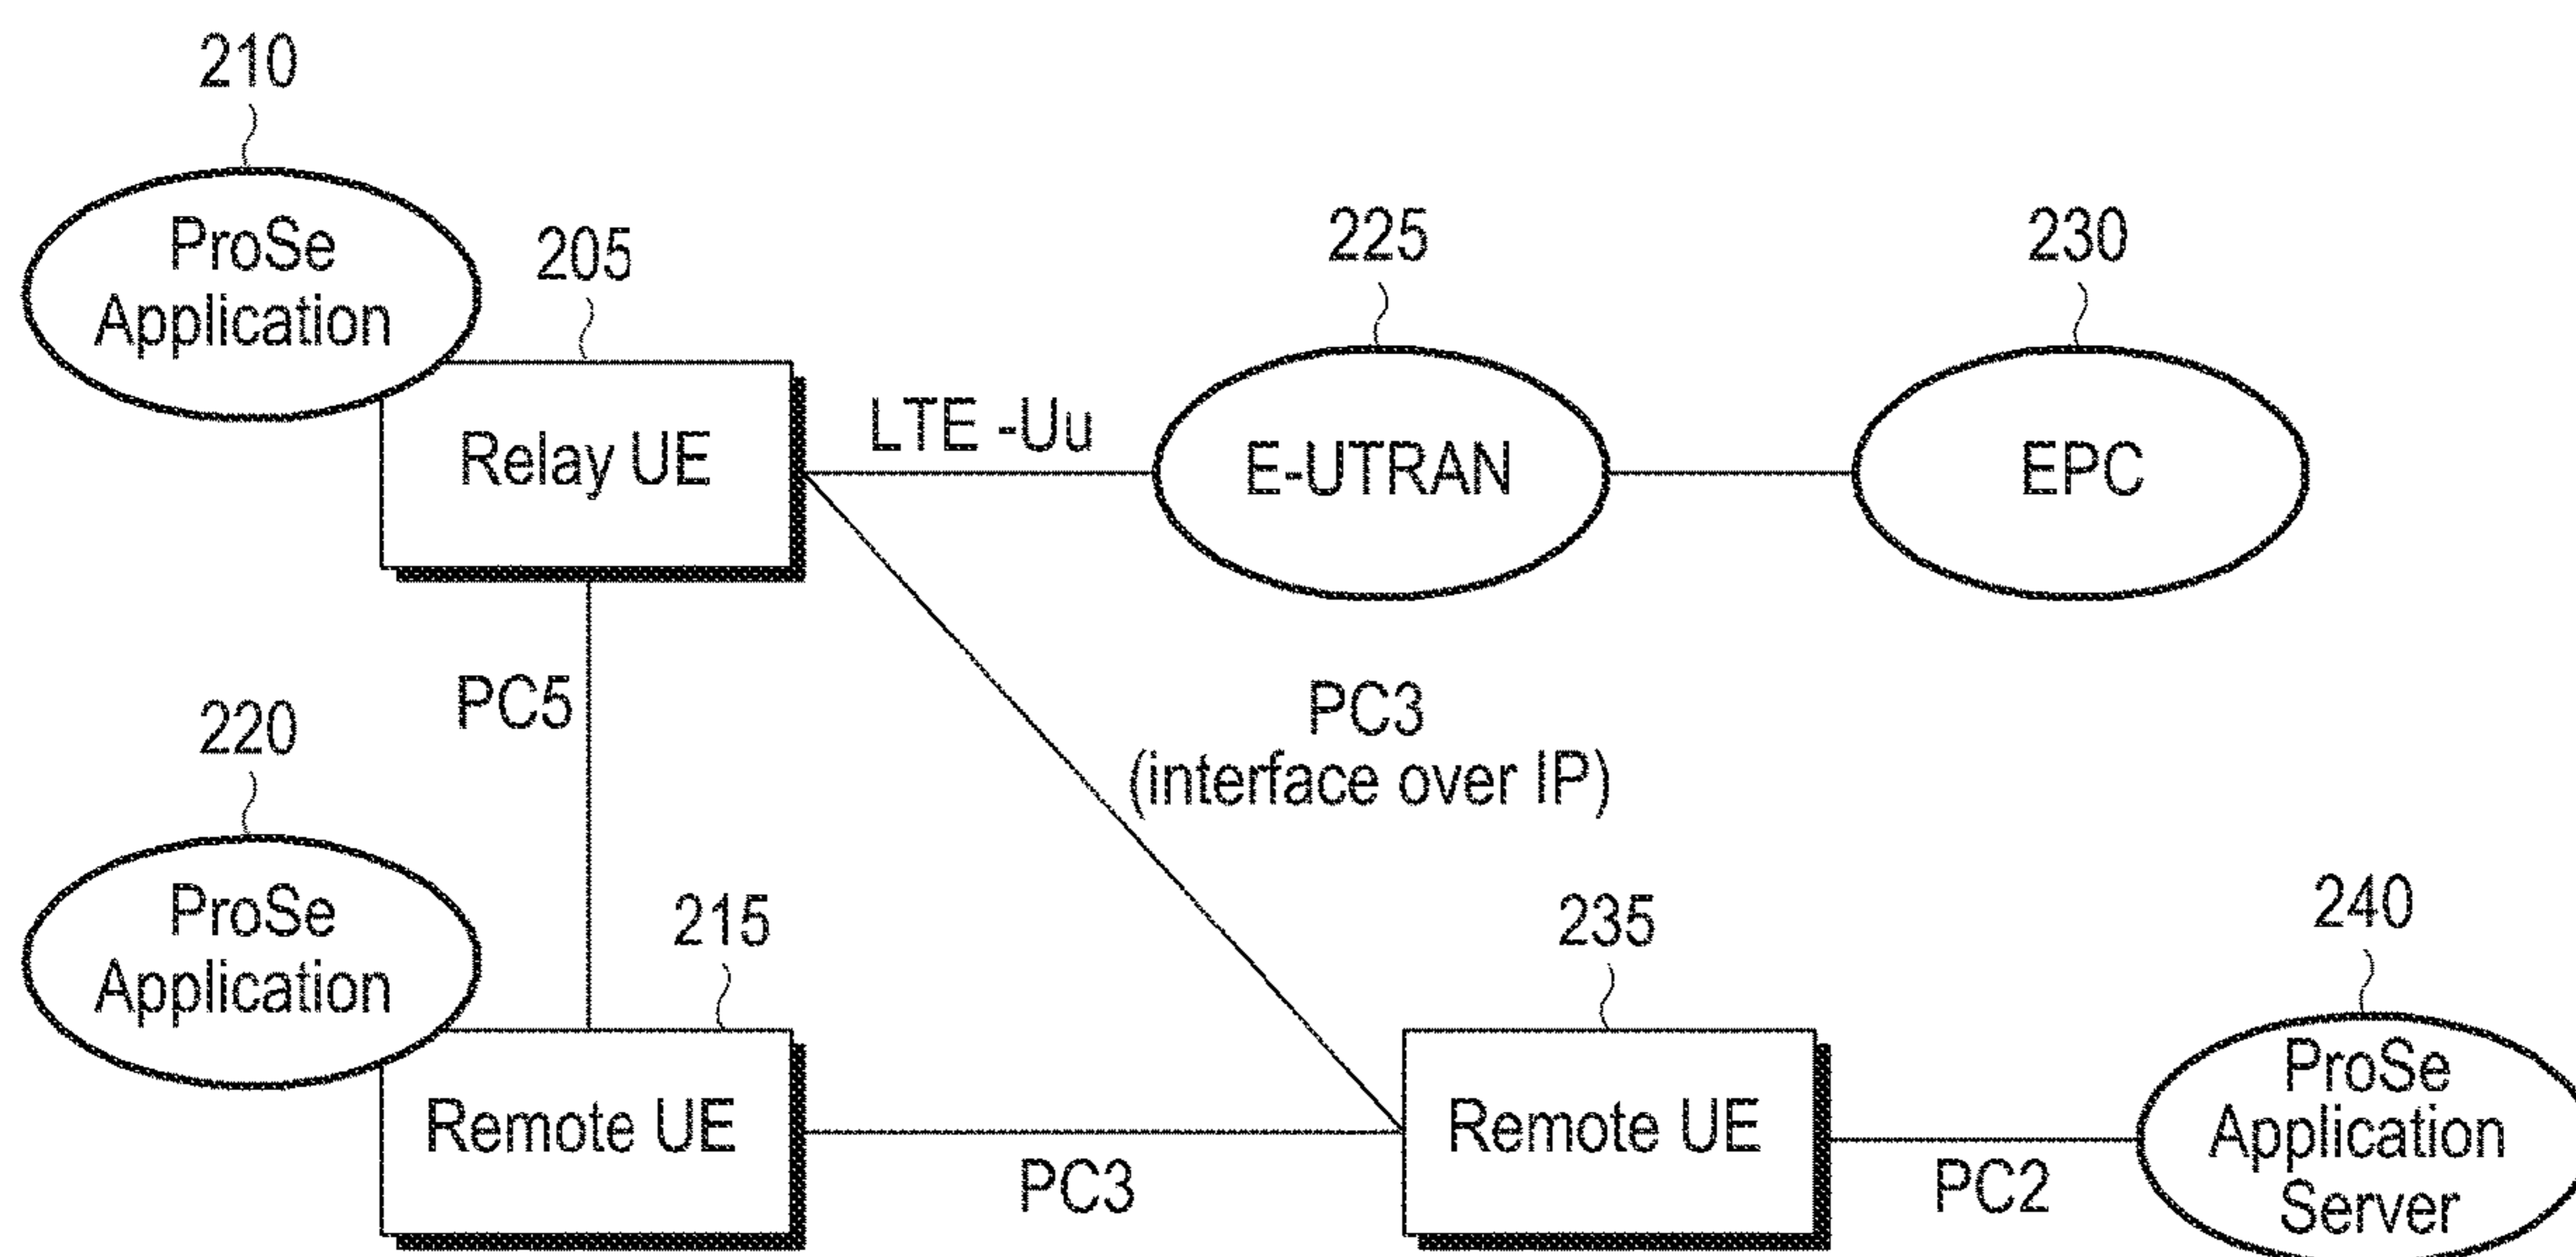 210
ProSe
Application
205
225
230
Relay UE
LTE -Uu
E-UTRAN
EPC
PC5
PC3
(interface over IP)
220
ProSe
Application
215
235
240
Remote UE
PC3
Remote UE
PC2
ProSe
Application
Server